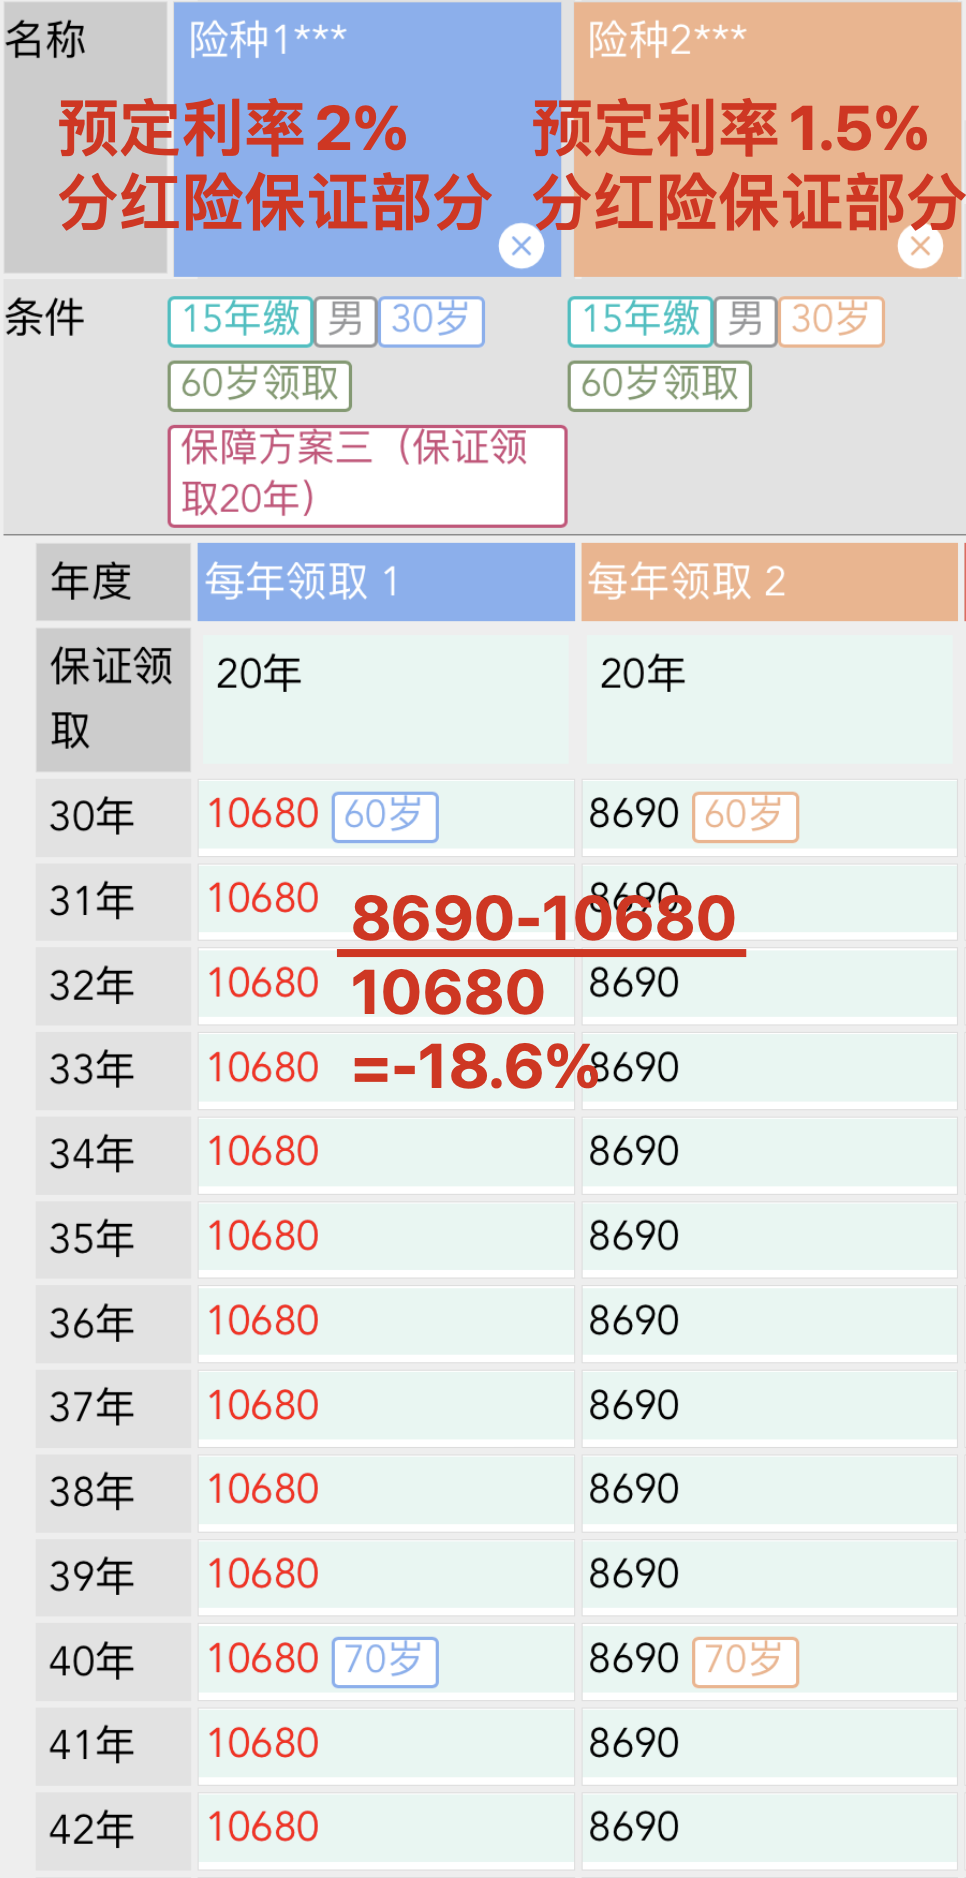 名称
险种1***
险种2***
预定利率2%
预定利率1.5%
分红险保证部分
分红险保证部分
条件
15年缴 男 30岁
15年缴 男 30岁
60岁领取
60岁领取
保障方案三（保证领
取20年）
年度 每年领取 1 每年领取 2
保证领
取
20年 20年
30年 10680 60岁 8690 60岁
31年 10680 8690
8690-10680
32年 10680 8690
10680
33年 10680 8690
=-18.6%
34年 10680 8690
35年 10680 8690
36年 10680 8690
37年 10680 8690
38年 10680 8690
39年 10680 8690
40年 10680 70岁 8690 70岁
41年 10680 8690
42年 10680 8690